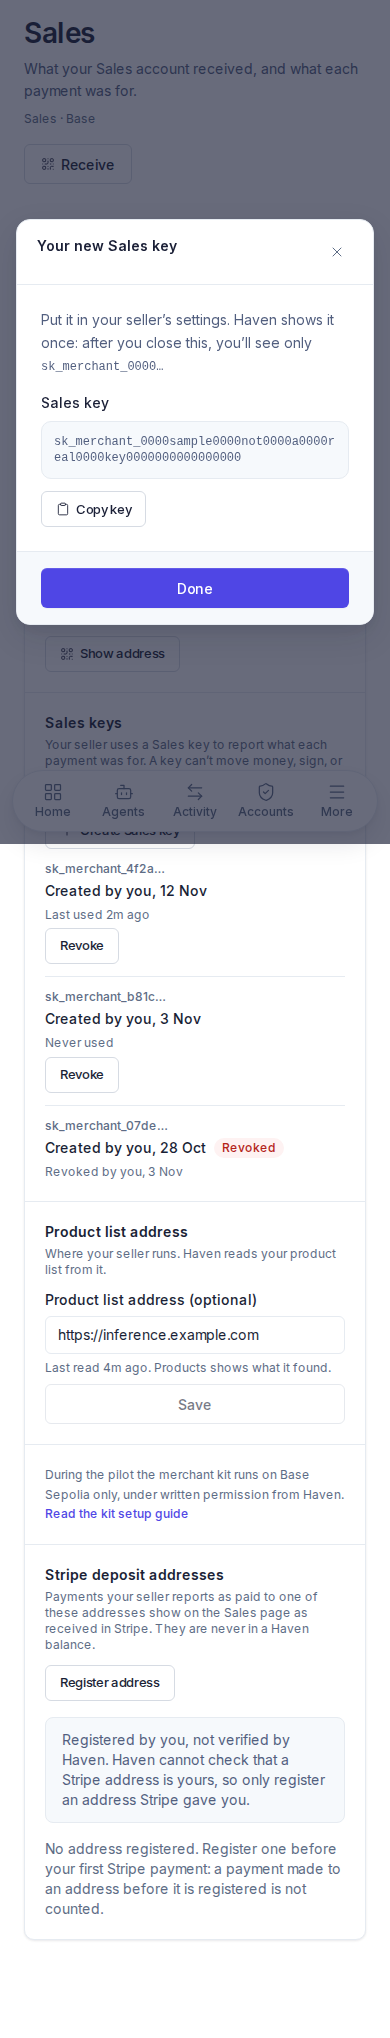 Sales
What your Sales account received, and what each
payment was for.
Sales · Base
Receive
Your new Sales key
Put it in your seller’s settings. Haven shows it
once: after you close this, you’ll see only
sk_merchant_0000…
Sales key
sk_merchant_0000sample0000not0000a0000r
eal0000key0000000000000000
Copy key
Done
Show address
Sales keys
Your seller uses a Sales key to report what each
payment was for. A key can’t move money, sign, or
Home
Agents
Activity
Accounts
More
Create Sales key
sk_merchant_4f2a…
Created by you, 12 Nov
Last used 2m ago
Revoke
sk_merchant_b81c…
Created by you, 3 Nov
Never used
Revoke
sk_merchant_07de…
Created by you, 28 Oct Revoked
Revoked by you, 3 Nov
Product list address
Where your seller runs. Haven reads your product
list from it.
Product list address (optional)
https://inference.example.com
Last read 4m ago. Products shows what it found.
Save
During the pilot the merchant kit runs on Base
Sepolia only, under written permission from Haven.
Read the kit setup guide
Stripe deposit addresses
Payments your seller reports as paid to one of
these addresses show on the Sales page as
received in Stripe. They are never in a Haven
balance.
Register address
Registered by you, not verified by
Haven. Haven cannot check that a
Stripe address is yours, so only register
an address Stripe gave you.
No address registered. Register one before
your first Stripe payment: a payment made to
an address before it is registered is not
counted.